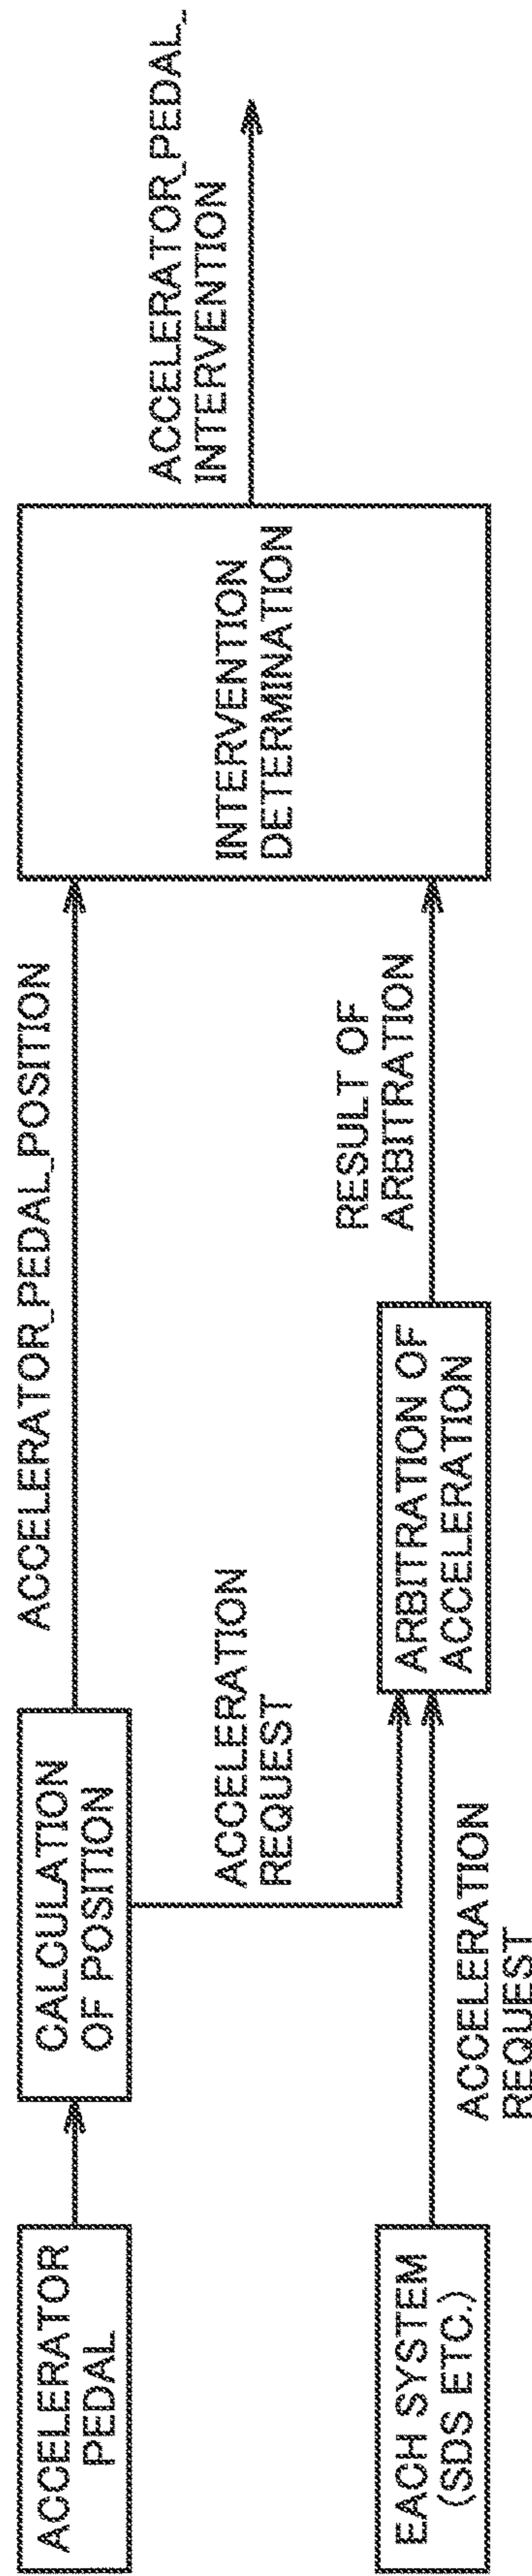 ACCELERATOR
PEDAL
CALCULATION
OF POSITION
ACCELERATOR_PEDAL_POSITION
ACCELERATION
REQUEST
EACH SYSTEM
(SDS ETC.)
ACCELERATION
REQUEST
ARBITRATION OF
ACCELERATION
RESULT OF
ARBITRATION
INTERVENTION
DETERMINATION
ACCELERATOR_PEDAL_
INTERVENTION